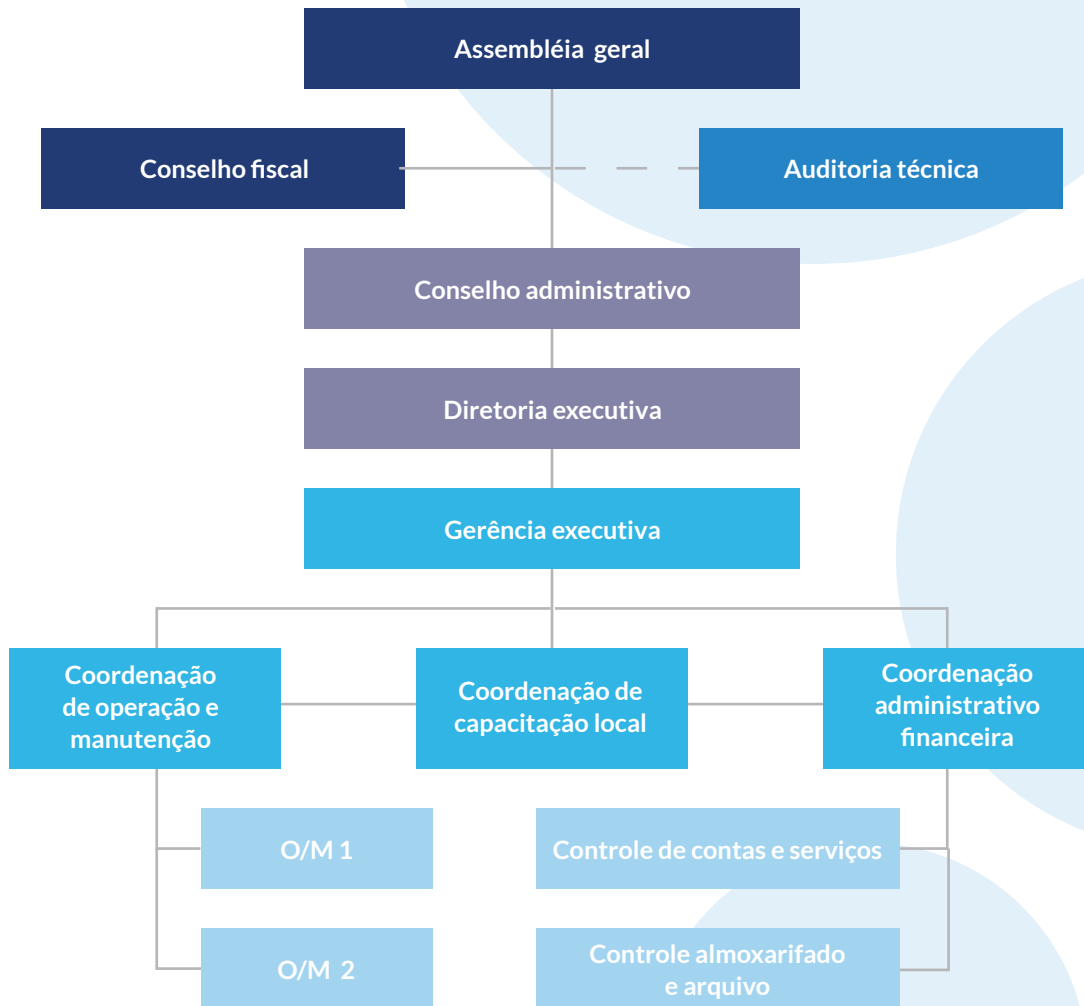 Assembléia geral
Conselho fiscal
Auditoria técnica
Conselho administrativo
Diretoria executiva
Gerência executiva
Coordenação
de operação e
manutenção
Coordenação de
capacitação local
Coordenação
administrativo
financeira
O/M 1
Controle de contas e serviços
O/M 2
Controle almoxarifado
e arquivo